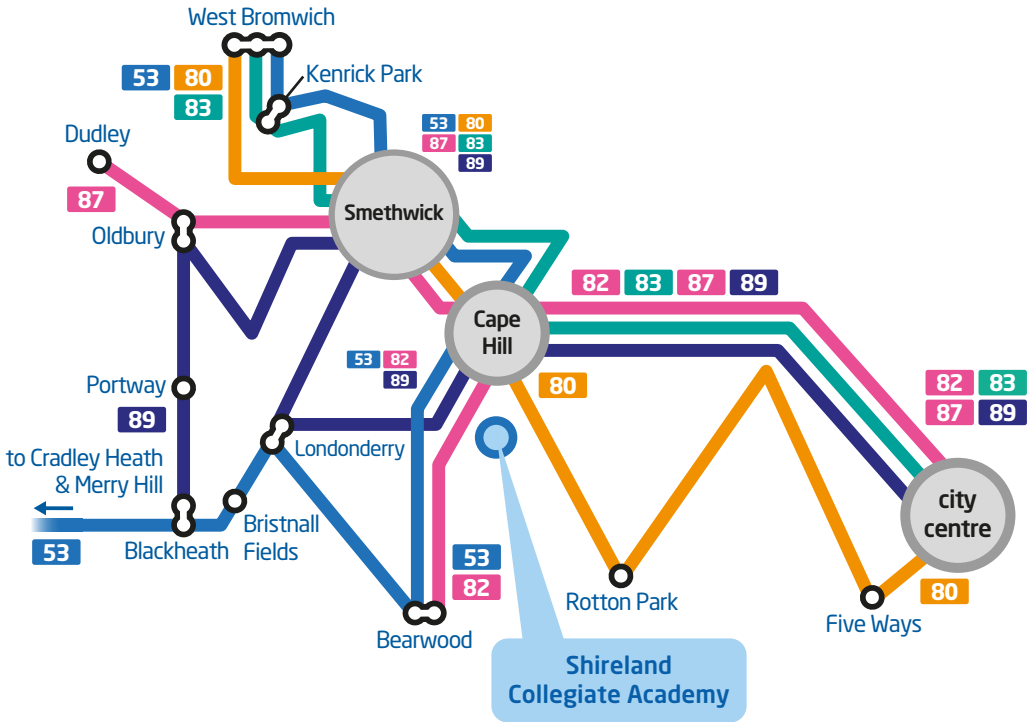 West Bromwich
Kenrick Park
53 80
83
53 80
87 83
89
Dudley
87
Oldbury
Smethwick
82 83 87 89
Cape
Hill
53 82
89
80
Portway
89
82 83
87 89
Londonderry
to Cradley Heath
& Merry Hill
city
centre
Bristnall
Fields
Blackheath
53
53
82
80
Rotton Park
Five Ways
Bearwood
Shireland
Collegiate Academy